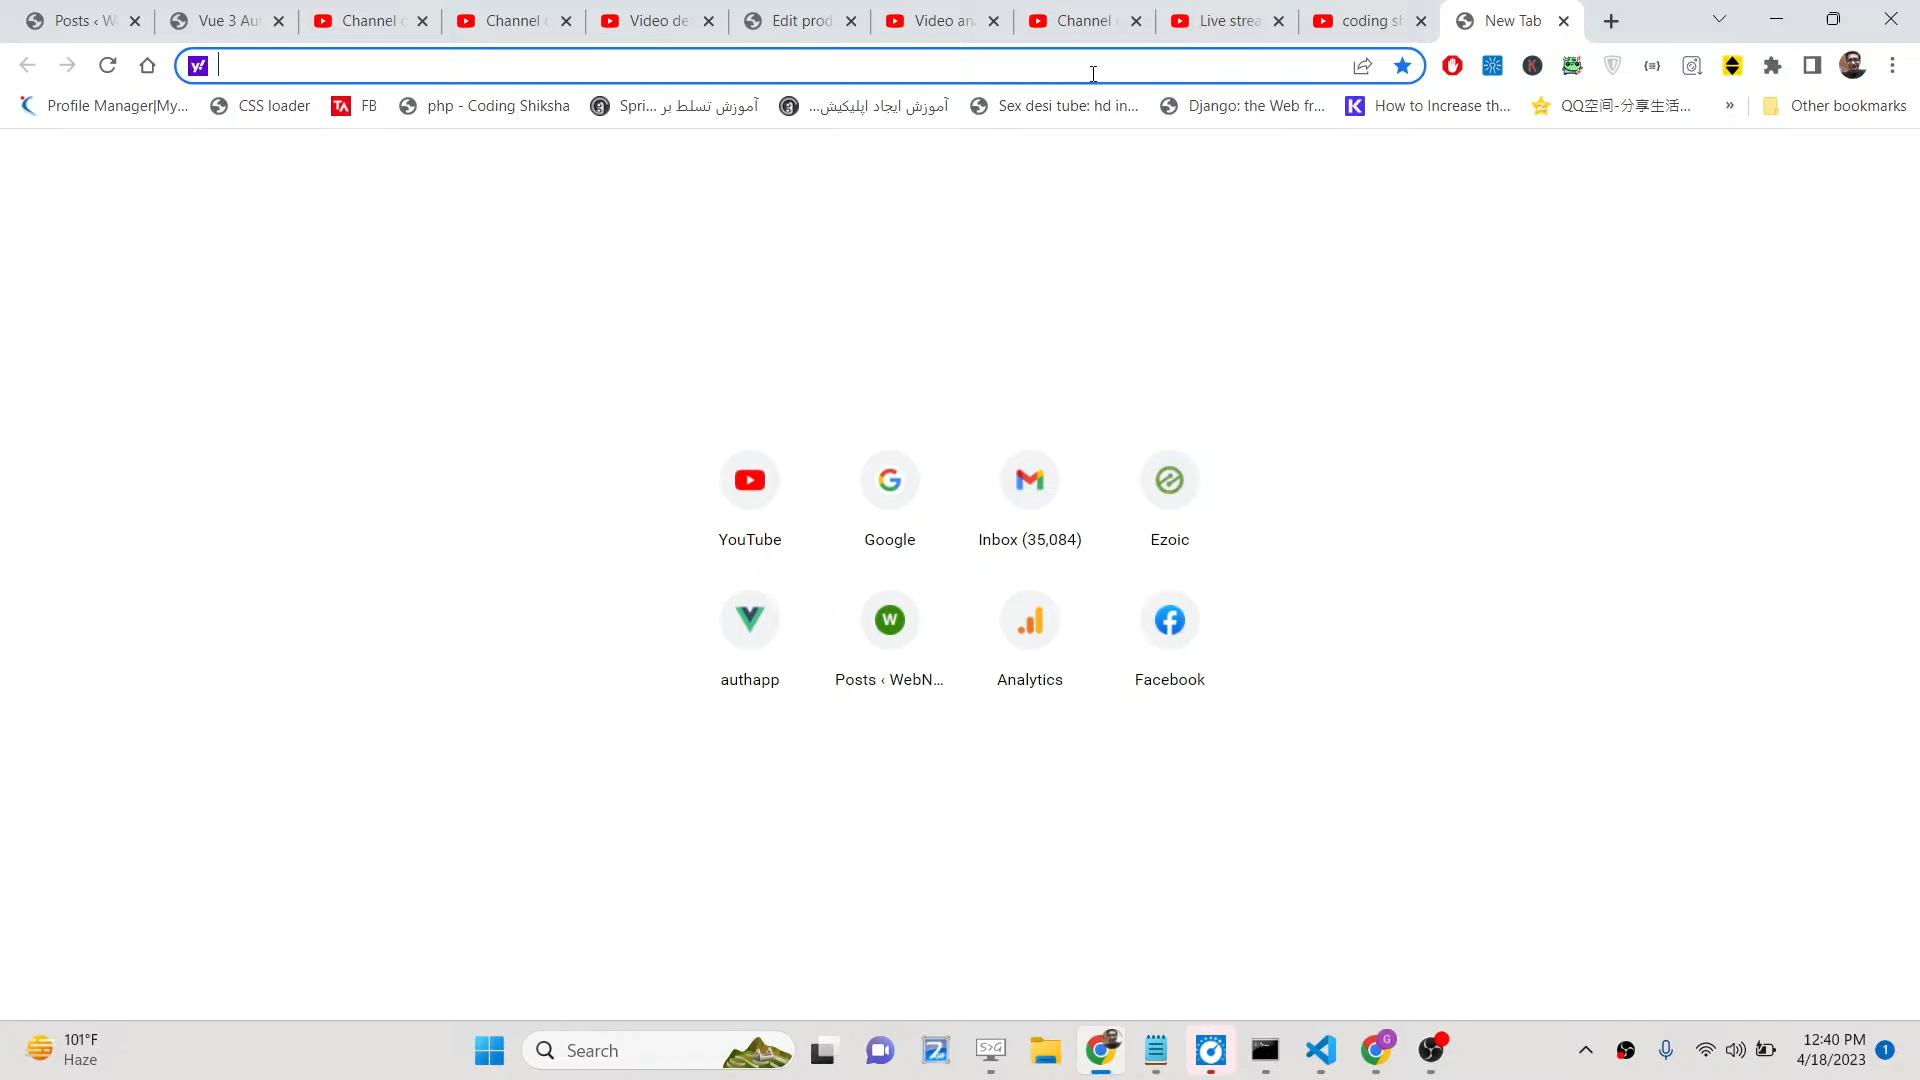 Posts ‹ W
Vue 3 Aut
Channel c
Channel c
Video de
Edit prod
Video an
Channel
Live strea
coding sh
New Tab
y!
Profile Manager|My...
CSS loader
TA FB
php - Coding Shiksha
آموزش تسلط بر ...Spri
آموزش ایجاد اپلیکیش...
Sex desi tube: hd in...
Django: the Web fr...
K How to Increase th...
QQ空间-分享生活...
»
Other bookmarks
YouTube
Google
Inbox (35,084)
Ezoic
W
authapp
Posts ‹ WebN...
Analytics
Facebook
101°F
Haze
Search
S>G
G
12:40 PM
4/18/2023
1